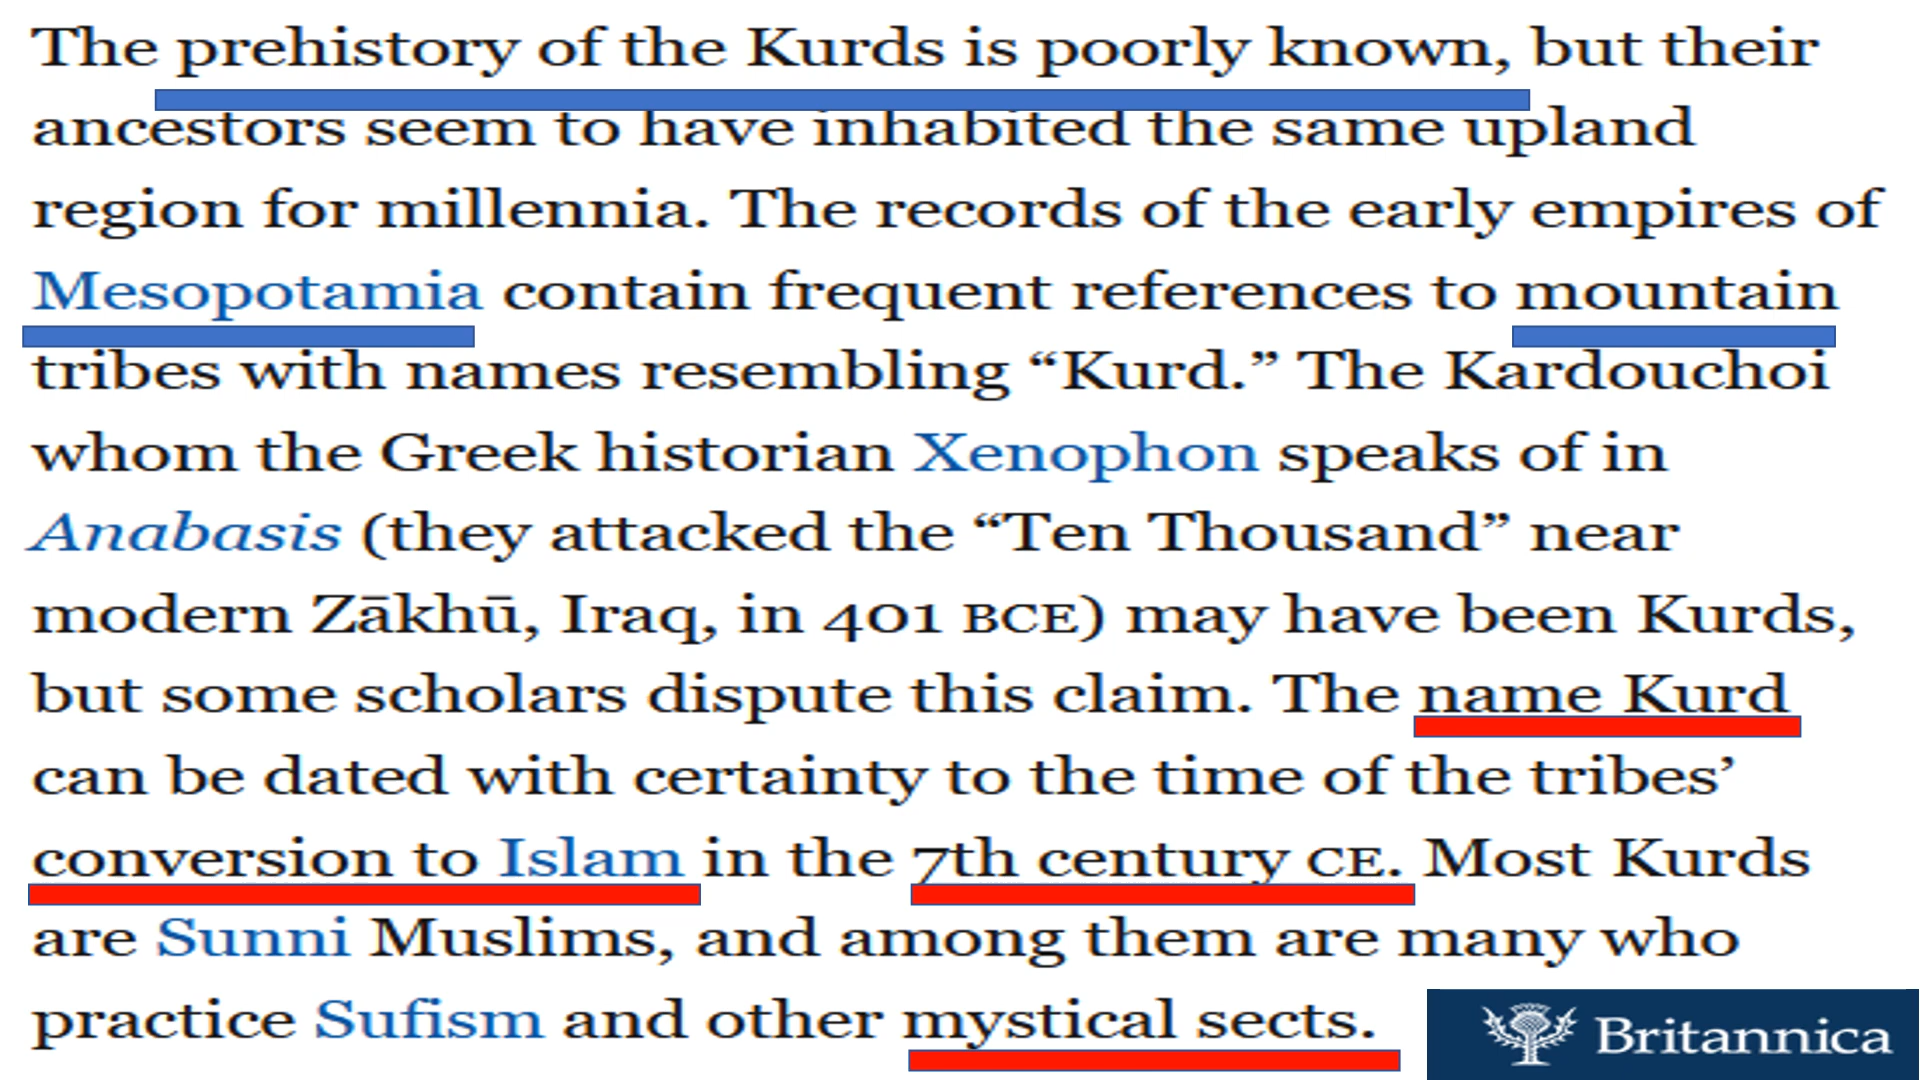 The prehistory of the Kurds is poorly known, but their
ancestors seem to have inhabited the same upland
region for millennia. The records of the early empires of
Mesopotamia contain frequent references to mountain
tribes with names resembling “Kurd.” The Kardouchoi
whom the Greek historian Xenophon speaks of in
Anabasis (they attacked the “Ten Thousand” near
modern Zākhū, Iraq, in 401 BCE) may have been Kurds,
but some scholars dispute this claim. The name Kurd
can be dated with certainty to the time of the tribes’
conversion to Islam in the 7th century CE. Most Kurds
are Sunni Muslims, and among them are many who
practice Sufism and other mystical sects.
Britannica